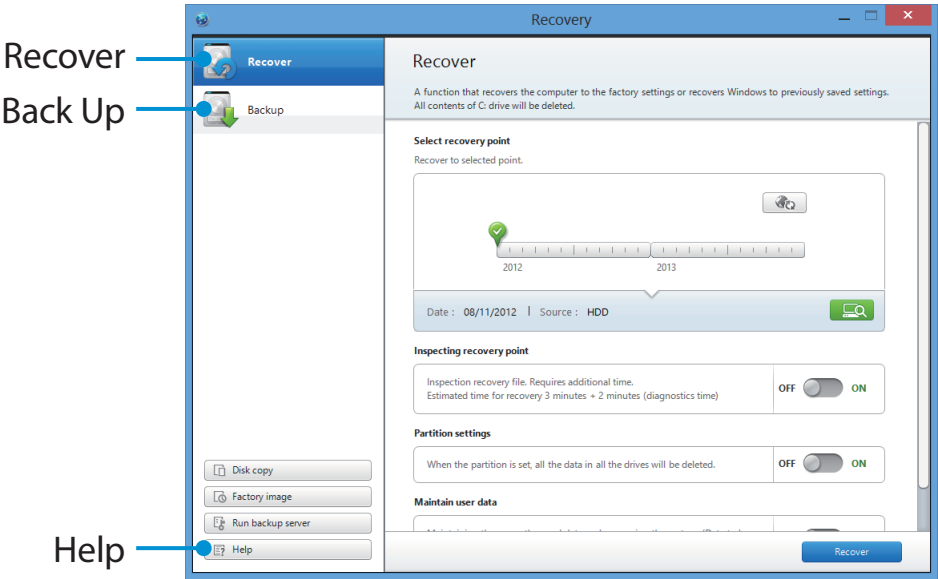 Recovery
Recover
Back Up
Help
Recover
Backup
Disk copy
Factory image
Run backup server
Help
Recover
A function that recovers the computer to the factory settings or recovers Windows to previously saved settings.
All contents of C: drive will be deleted.
Select recovery point
Recover to selected point.
2012 2013
Date : 08/11/2012 | Source : HDD
Inspecting recovery point
Inspection recovery file. Requires additional time.
Estimated time for recovery 3 minutes + 2 minutes (diagnostics time)
OFF ON
Partition settings
When the partition is set, all the data in all the drives will be deleted.
OFF ON
Maintain user data
Recover